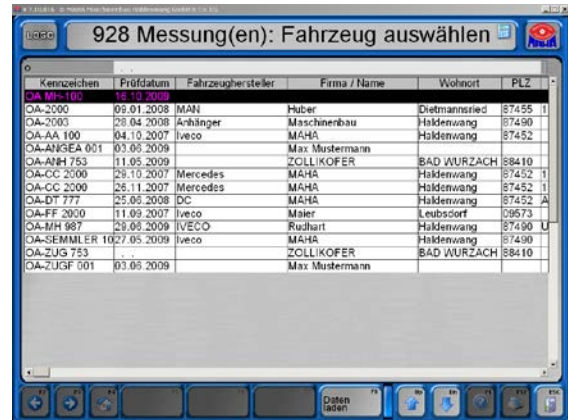 LOGO
928 Messung(en): Fahrzeug auswählen
MAHA
o . .
Kennzeichen Prüfdatum Fahrzeughersteller Firma / Name Wohnort PLZ
OA-MH-100 16.10.2009
OA-2000 09.01.2008 MAN Huber Dietmannsried 87455 1
OA-2003 28.04.2008 Anhänger Maschinenbau Haldenwang 87490
OA-AA 100 04.10.2007 Iveco MAHA Haldenwang 87452
OA-ANGEA 001 03.06.2009 Max Mustermann
OA-ANH 753 11.05.2009 ZOLLIKOFER BAD WURZACH 88410
OA-CC 2000 29.10.2007 Mercedes MAHA Haldenwang 87452 1
OA-CC 2000 26.11.2007 Mercedes MAHA Haldenwang 87452 1
OA-DT 777 25.06.2008 DC MAHA Haldenwang 87452 A
OA-FF 2000 11.09.2007 Iveco Maier Leubsdorf 09573
OA-MH 987 29.06.2009 IVECO Rudhart Haldenwang 87490 U
OA-SEMMLER 10 27.05.2009 Iveco MAHA Haldenwang 87490
OA-ZUG 753 . . ZOLLIKOFER BAD WURZACH 88410
OA-ZUGF 001 03.06.2009 Max Mustermann
Daten
laden